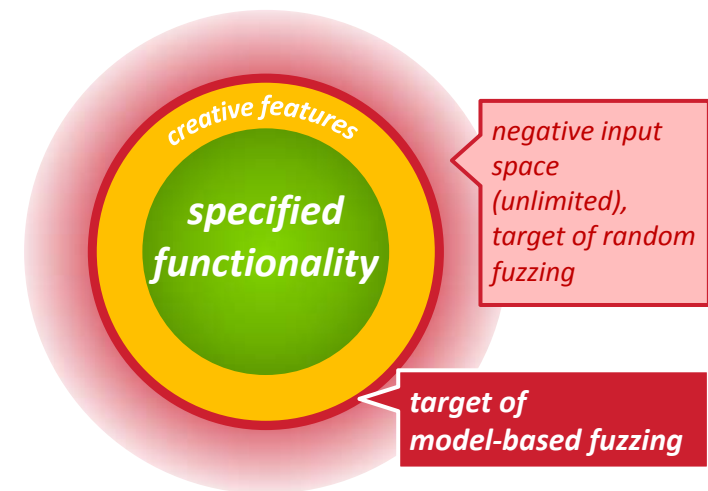 creative features
specified
functionality
negative input
space
(unlimited),
target of random
fuzzing
target of
model-based fuzzing